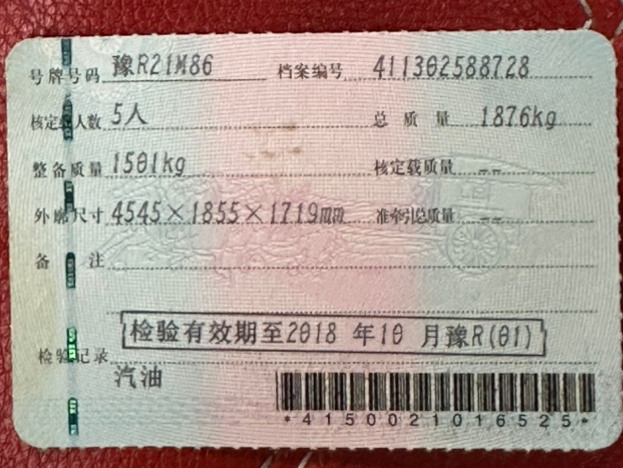 号牌号码 豫R21M86 档案编号 411302588728
核定载人数 5人 总质量 1876kg
整备质量 1501kg 核定载质量 --
外廓尺寸 4545×1855×1719mm 准牵引总质量 --
备注
检验有效期至2018年10月豫R(01)
检验记录
汽油
*4150021016525*